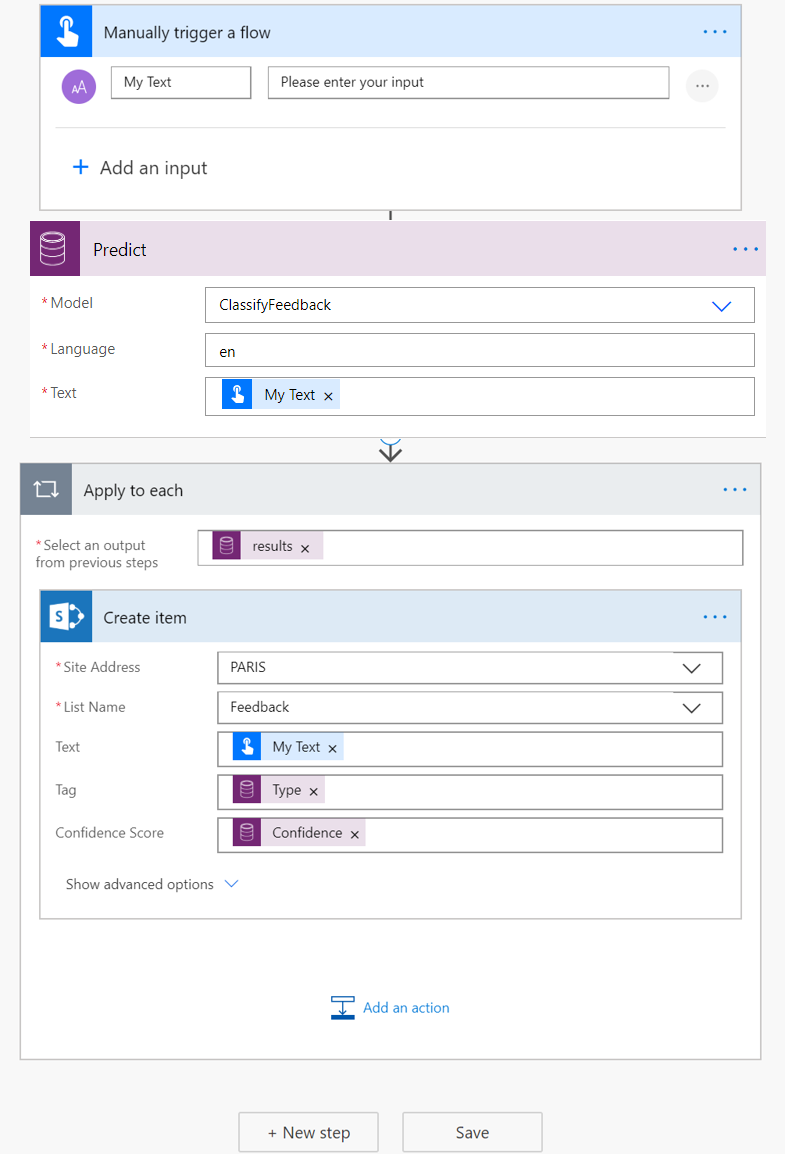 Manually trigger a flow
AA
My Text
Please enter your input
+ Add an input
Predict
* Model
ClassifyFeedback
* Language
en
* Text
My Text ×
Apply to each
* Select an output
from previous steps
results ×
S
Create item
* Site Address
PARIS
* List Name
Feedback
Text
My Text ×
Tag
Type ×
Confidence Score
Confidence ×
Show advanced options
Add an action
+ New step
Save